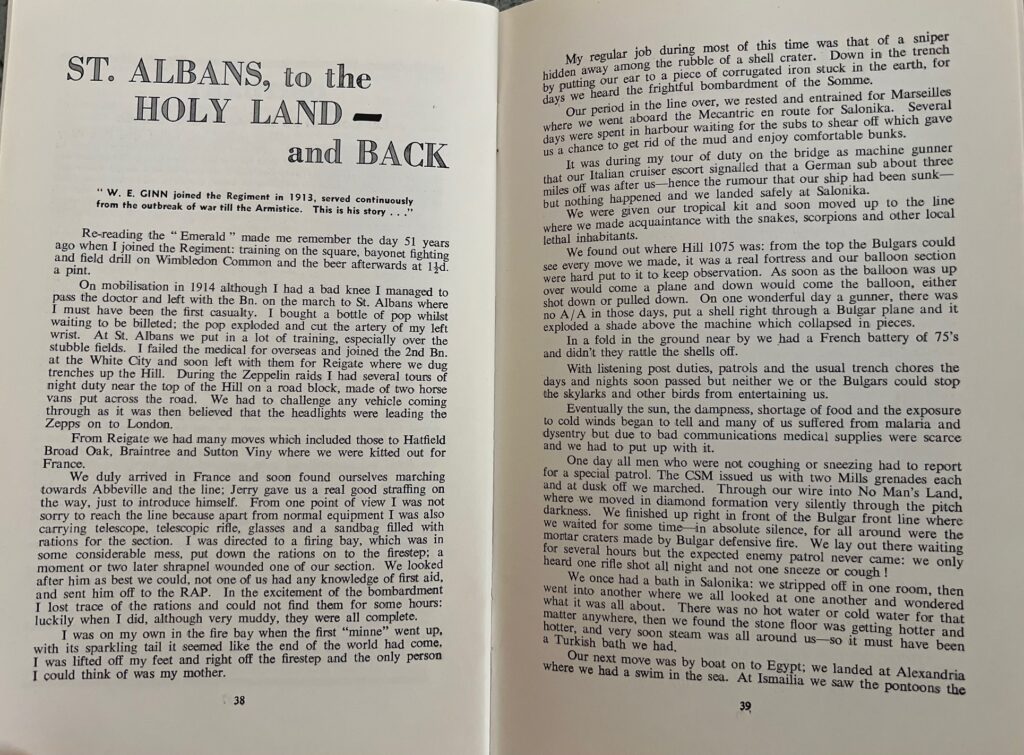 ST. ALBANS, to the
HOLY LAND —
and BACK
" W. E. GINN joined the Regiment in 1913, served continuously
from the outbreak of war till the Armistice. This is his story . . ."
Re-reading the " Emerald " made me remember the day 51 years
ago when I joined the Regiment: training on the square, bayonet fighting
and field drill on Wimbledon Common and the beer afterwards at 1½d.
a pint.
On mobilisation in 1914 although I had a bad knee I managed to
pass the doctor and left with the Bn. on the march to St. Albans where
I must have been the first casualty. I bought a bottle of pop whilst
waiting to be billeted; the pop exploded and cut the artery of my left
wrist. At St. Albans we put in a lot of training, especially over the
stubble fields. I failed the medical for overseas and joined the 2nd Bn.
at the White City and soon left with them for Reigate where we dug
trenches up the Hill. During the Zeppelin raids I had several tours of
night duty near the top of the Hill on a road block, made of two horse
vans put across the road. We had to challenge any vehicle coming
through as it was then believed that the headlights were leading the
Zepps on to London.
From Reigate we had many moves which included those to Hatfield
Broad Oak, Braintree and Sutton Viny where we were kitted out for
France.
We duly arrived in France and soon found ourselves marching
towards Abbeville and the line; Jerry gave us a real good straffing on
the way, just to introduce himself. From one point of view I was not
sorry to reach the line because apart from normal equipment I was also
carrying telescope, telescopic rifle, glasses and a sandbag filled with
rations for the section. I was directed to a firing bay, which was in
some considerable mess, put down the rations on to the firestep; a
moment or two later shrapnel wounded one of our section. We looked
after him as best we could, not one of us had any knowledge of first aid,
and sent him off to the RAP. In the excitement of the bombardment
I lost trace of the rations and could not find them for some hours:
luckily when I did, although very muddy, they were all complete.
I was on my own in the fire bay when the first "minne" went up,
with its sparkling tail it seemed like the end of the world had come,
I was lifted off my feet and right off the firestep and the only person
I could think of was my mother.
38
My regular job during most of this time was that of a sniper
hidden away among the rubble of a shell crater. Down in the trench
by putting our ear to a piece of corrugated iron stuck in the earth, for
days we heard the frightful bombardment of the Somme.
Our period in the line over, we rested and entrained for Marseilles
where we went aboard the Mecantric en route for Salonika. Several
days were spent in harbour waiting for the subs to shear off which gave
us a chance to get rid of the mud and enjoy comfortable bunks.
It was during my tour of duty on the bridge as machine gunner
that our Italian cruiser escort signalled that a German sub about three
miles off was after us—hence the rumour that our ship had been sunk—
but nothing happened and we landed safely at Salonika.
We were given our tropical kit and soon moved up to the line
where we made acquaintance with the snakes, scorpions and other local
lethal inhabitants.
We found out where Hill 1075 was: from the top the Bulgars could
see every move we made, it was a real fortress and our balloon section
were hard put to it to keep observation. As soon as the balloon was up
over would come a plane and down would come the balloon, either
shot down or pulled down. On one wonderful day a gunner, there was
no A/A in those days, put a shell right through a Bulgar plane and it
exploded a shade above the machine which collapsed in pieces.
In a fold in the ground near by we had a French battery of 75's
and didn't they rattle the shells off.
With listening post duties, patrols and the usual trench chores the
days and nights soon passed but neither we or the Bulgars could stop
the skylarks and other birds from entertaining us.
Eventually the sun, the dampness, shortage of food and the exposure
to cold winds began to tell and many of us suffered from malaria and
dysentry but due to bad communications medical supplies were scarce
and we had to put up with it.
One day all men who were not coughing or sneezing had to report
for a special patrol. The CSM issued us with two Mills grenades each
and at dusk off we marched. Through our wire into No Man's Land,
where we moved in diamond formation very silently through the pitch
darkness. We finished up right in front of the Bulgar front line where
we waited for some time—in absolute silence, for all around were the
mortar craters made by Bulgar defensive fire. We lay out there waiting
for several hours but the expected enemy patrol never came: we only
heard one rifle shot all night and not one sneeze or cough !
We once had a bath in Salonika: we stripped off in one room, then
went into another where we all looked at one another and wondered
what it was all about. There was no hot water or cold water for that
matter anywhere, then we found the stone floor was getting hotter and
hotter, and very soon steam was all around us—so it must have been
a Turkish bath we had.
Our next move was by boat on to Egypt; we landed at Alexandria
where we had a swim in the sea. At Ismailia we saw the pontoons the
39